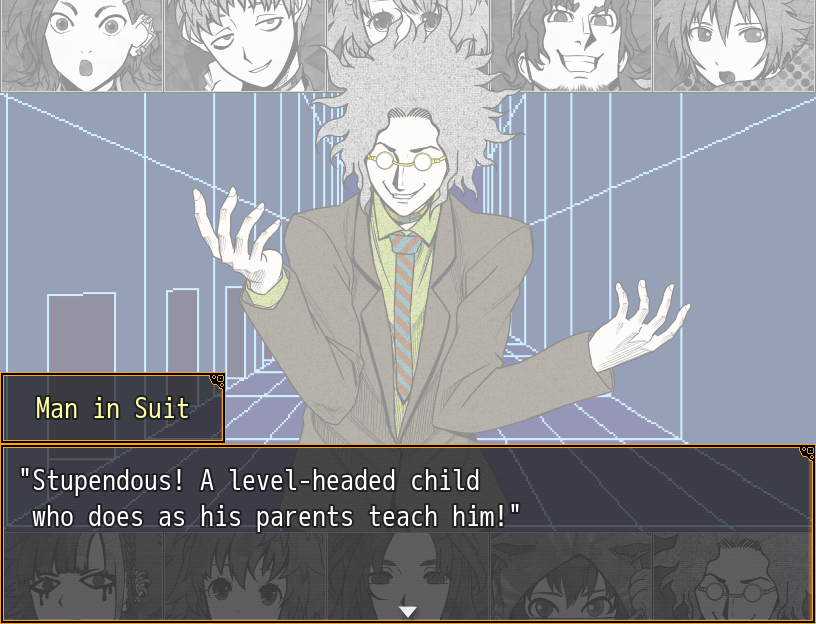 Man in Suit
"Stupendous! A level-headed child
who does as his parents teach him!"